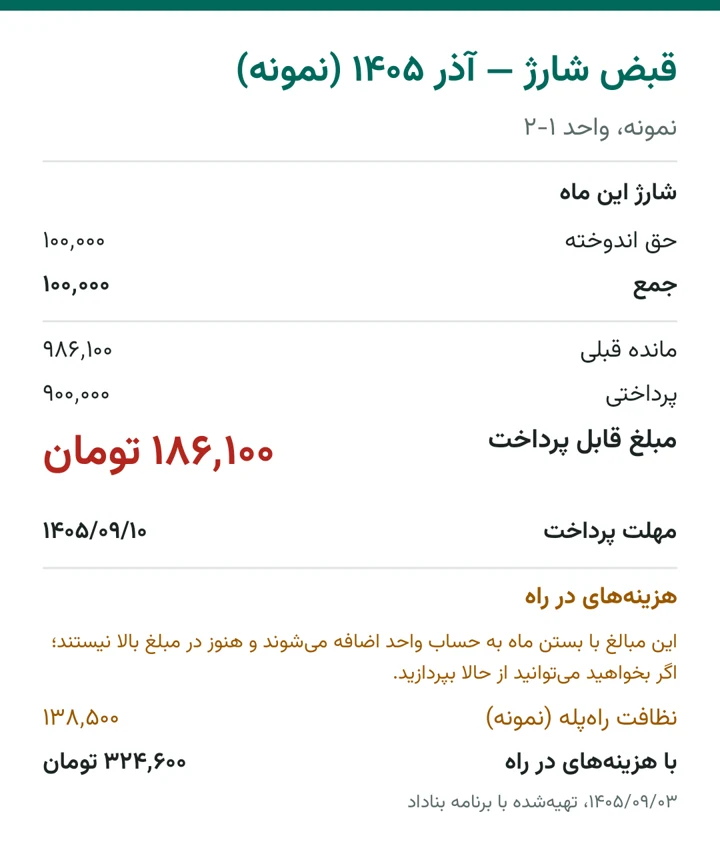 قبض شارژ – آذر ۱۴۰۵ (نمونه)
نمونه، واحد ۱-۲
شارژ این ماه
حق اندوخته ۱۰۰,۰۰۰
جمع ۱۰۰,۰۰۰
مانده قبلی ۹۸۶,۱۰۰
پرداختی ۹۰۰,۰۰۰
مبلغ قابل پرداخت ۱۸۶,۱۰۰ تومان
مهلت پرداخت ۱۴۰۵/۰۹/۱۰
هزینه‌های در راه
این مبالغ با بستن ماه به حساب واحد اضافه می‌شوند و هنوز در مبلغ بالا نیستند؛
اگر بخواهید می‌توانید از حالا بپردازید.
نظافت راه‌پله (نمونه) ۱۳۸,۵۰۰
با هزینه‌های در راه ۳۲۴,۶۰۰ تومان
۱۴۰۵/۰۹/۰۳، تهیه‌شده با برنامه بناداد